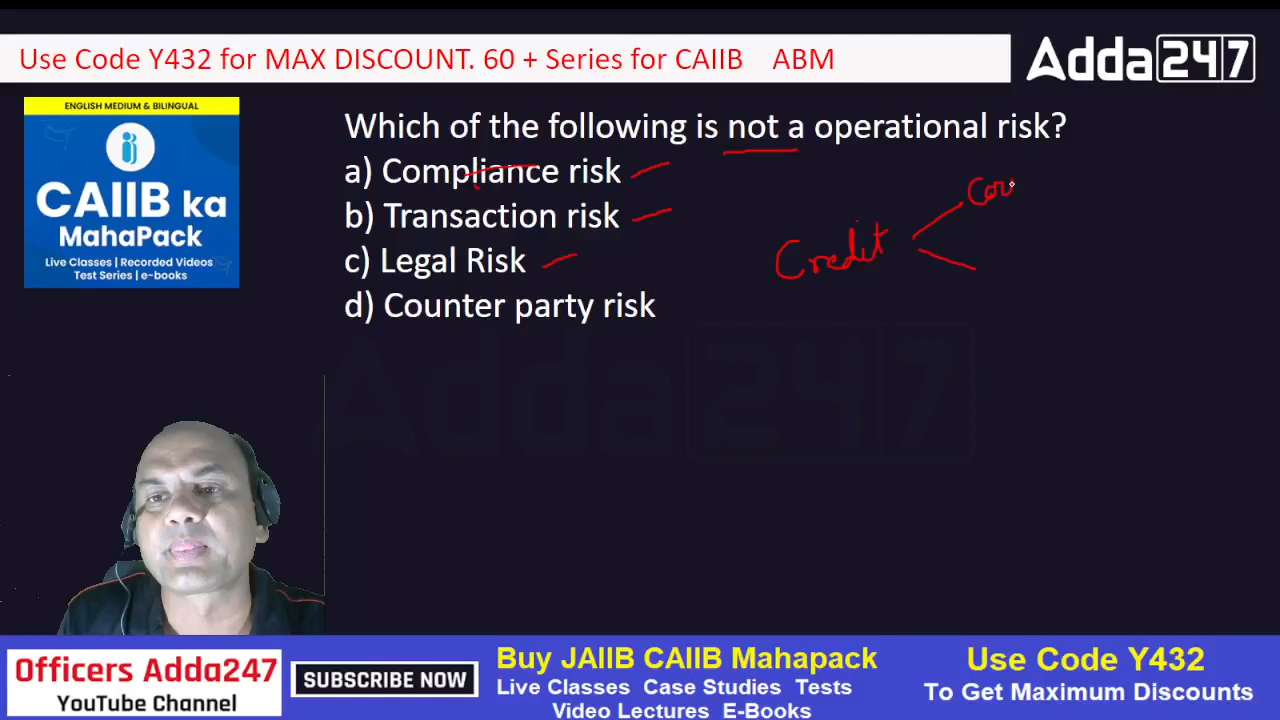 Use Code Y432 for MAX DISCOUNT. 60 + Series for CAIIB ABM
Adda247
ENGLISH MEDIUM & BILINGUAL
CAIIB ka
MahaPack
Live Classes | Recorded Videos
Test Series | e-books
Which of the following is not a operational risk?
a) Compliance risk
b) Transaction risk
c) Legal Risk
d) Counter party risk
Credit
Adda247
Officers Adda247
YouTube Channel
SUBSCRIBE NOW
Buy JAIIB CAIIB Mahapack
Live Classes Case Studies Tests
Video Lectures E-Books
Use Code Y432
To Get Maximum Discounts